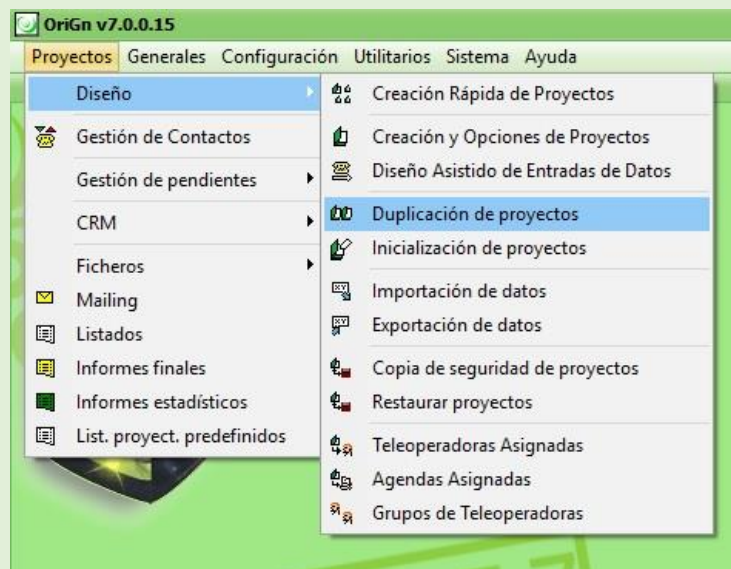 OriGn v7.0.0.15
Proyectos Generales Configuración Utilitarios Sistema Ayuda
Diseño
Gestión de Contactos
Gestión de pendientes
CRM
Ficheros
Mailing
Listados
Informes finales
Informes estadísticos
List. proyect. predefinidos
Creación Rápida de Proyectos
Creación y Opciones de Proyectos
Diseño Asistido de Entradas de Datos
Duplicación de proyectos
Inicialización de proyectos
Importación de datos
Exportación de datos
Copia de seguridad de proyectos
Restaurar proyectos
Teleoperadoras Asignadas
Agendas Asignadas
Grupos de Teleoperadoras